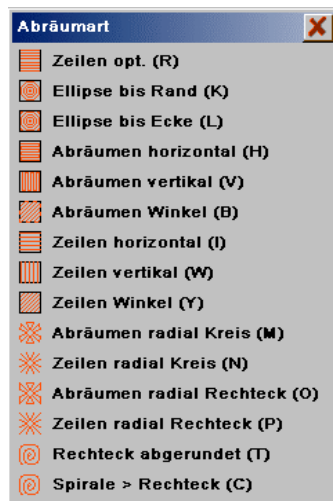 Abräumart
Zeilen opt. (R)
Ellipse bis Rand (K)
Ellipse bis Ecke (L)
Abräumen horizontal (H)
Abräumen vertikal (V)
Abräumen Winkel (B)
Zeilen horizontal (I)
Zeilen vertikal (W)
Zeilen Winkel (Y)
Abräumen radial Kreis (M)
Zeilen radial Kreis (N)
Abräumen radial Rechteck (O)
Zeilen radial Rechteck (P)
Rechteck abgerundet (T)
Spirale > Rechteck (C)